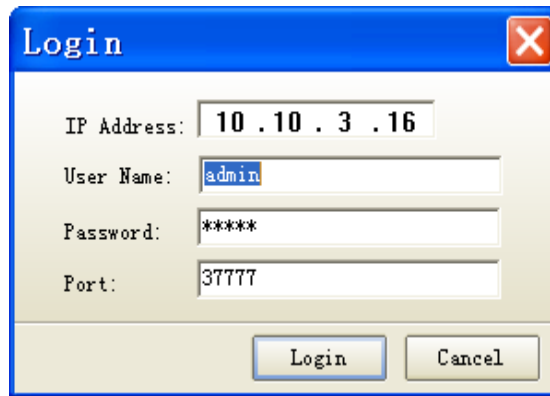 Login
IP Address: 10 . 10 . 3 . 16
User Name: admin
Password: *****
Port: 37777
Login Cancel